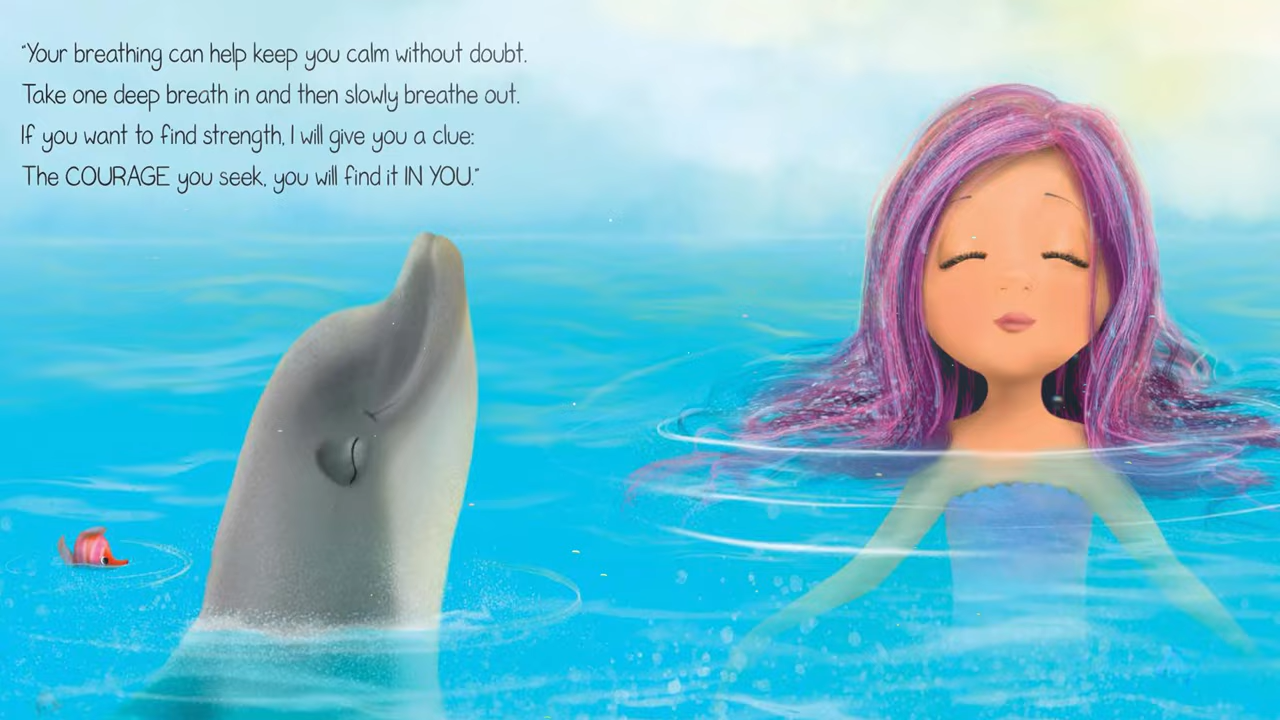 "Your breathing can help keep you calm without doubt.
Take one deep breath in and then slowly breathe out.
If you want to find strength, I will give you a clue:
The COURAGE you seek, you will find it IN YOU."